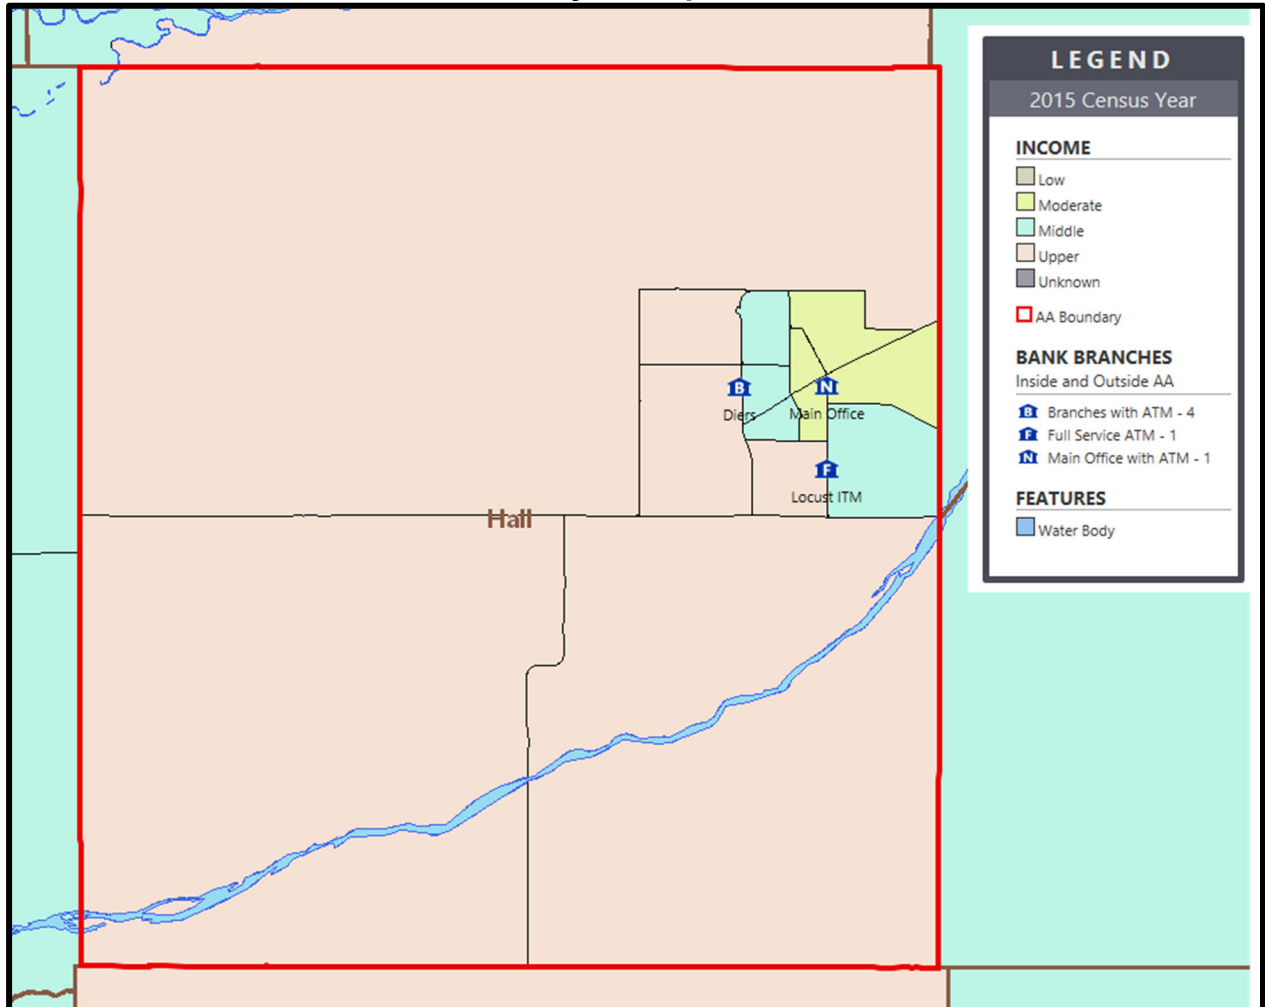 LEGEND
2015 Census Year
INCOME
Low
Moderate
Middle
Upper
Unknown
AA Boundary
BANK BRANCHES
Inside and Outside AA
B Branches with ATM - 4
F Full Service ATM - 1
N Main Office with ATM - 1
FEATURES
Water Body
B
Diers
N
Main Office
F
Locust ITM
Hall